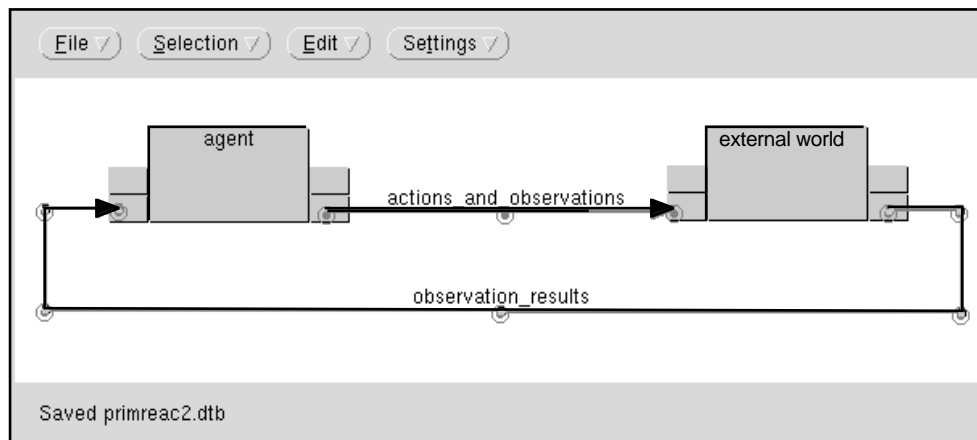 File Selection Edit Settings
agent
external world
actions_and_observations
observation_results
Saved primreac2.dtb